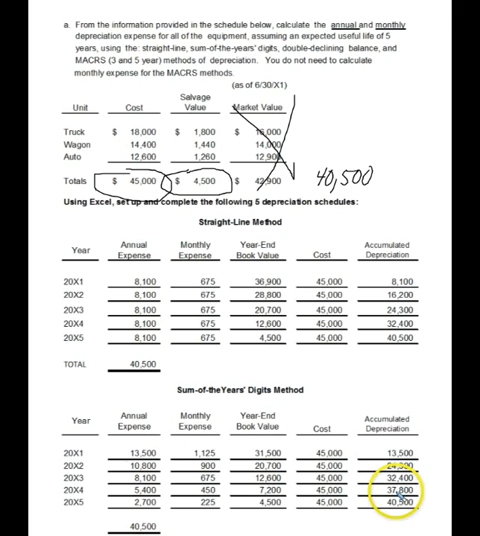 a. From the information provided in the schedule below, calculate the annual and monthly
depreciation expense for all of the equipment, assuming an expected useful life of 5
years, using the: straight-line, sum-of-the-years' digits, double-declining balance, and
MACRS (3 and 5 year) methods of depreciation. You do not need to calculate
monthly expense for the MACRS methods.
(as of 6/30/X1)
Unit Cost Salvage Value Market Value
Truck $ 18,000 $ 1,800 $ 16,000
Wagon 14,400 1,440 14,000
Auto 12,600 1,260 12,900
Totals $ 45,000 $ 4,500 $ 42,900 40,500
Using Excel, set up and complete the following 5 depreciation schedules:
Straight-Line Method
Year Annual Expense Monthly Expense Year-End Book Value Cost Accumulated Depreciation
20X1 8,100 675 36,900 45,000 8,100
20X2 8,100 675 28,800 45,000 16,200
20X3 8,100 675 20,700 45,000 24,300
20X4 8,100 675 12,600 45,000 32,400
20X5 8,100 675 4,500 45,000 40,500
TOTAL 40,500
Sum-of-the Years' Digits Method
Year Annual Expense Monthly Expense Year-End Book Value Cost Accumulated Depreciation
20X1 13,500 1,125 31,500 45,000 13,500
20X2 10,800 900 20,700 45,000 24,300
20X3 8,100 675 12,600 45,000 32,400
20X4 5,400 450 7,200 45,000 37,800
20X5 2,700 225 4,500 45,000 40,500
40,500